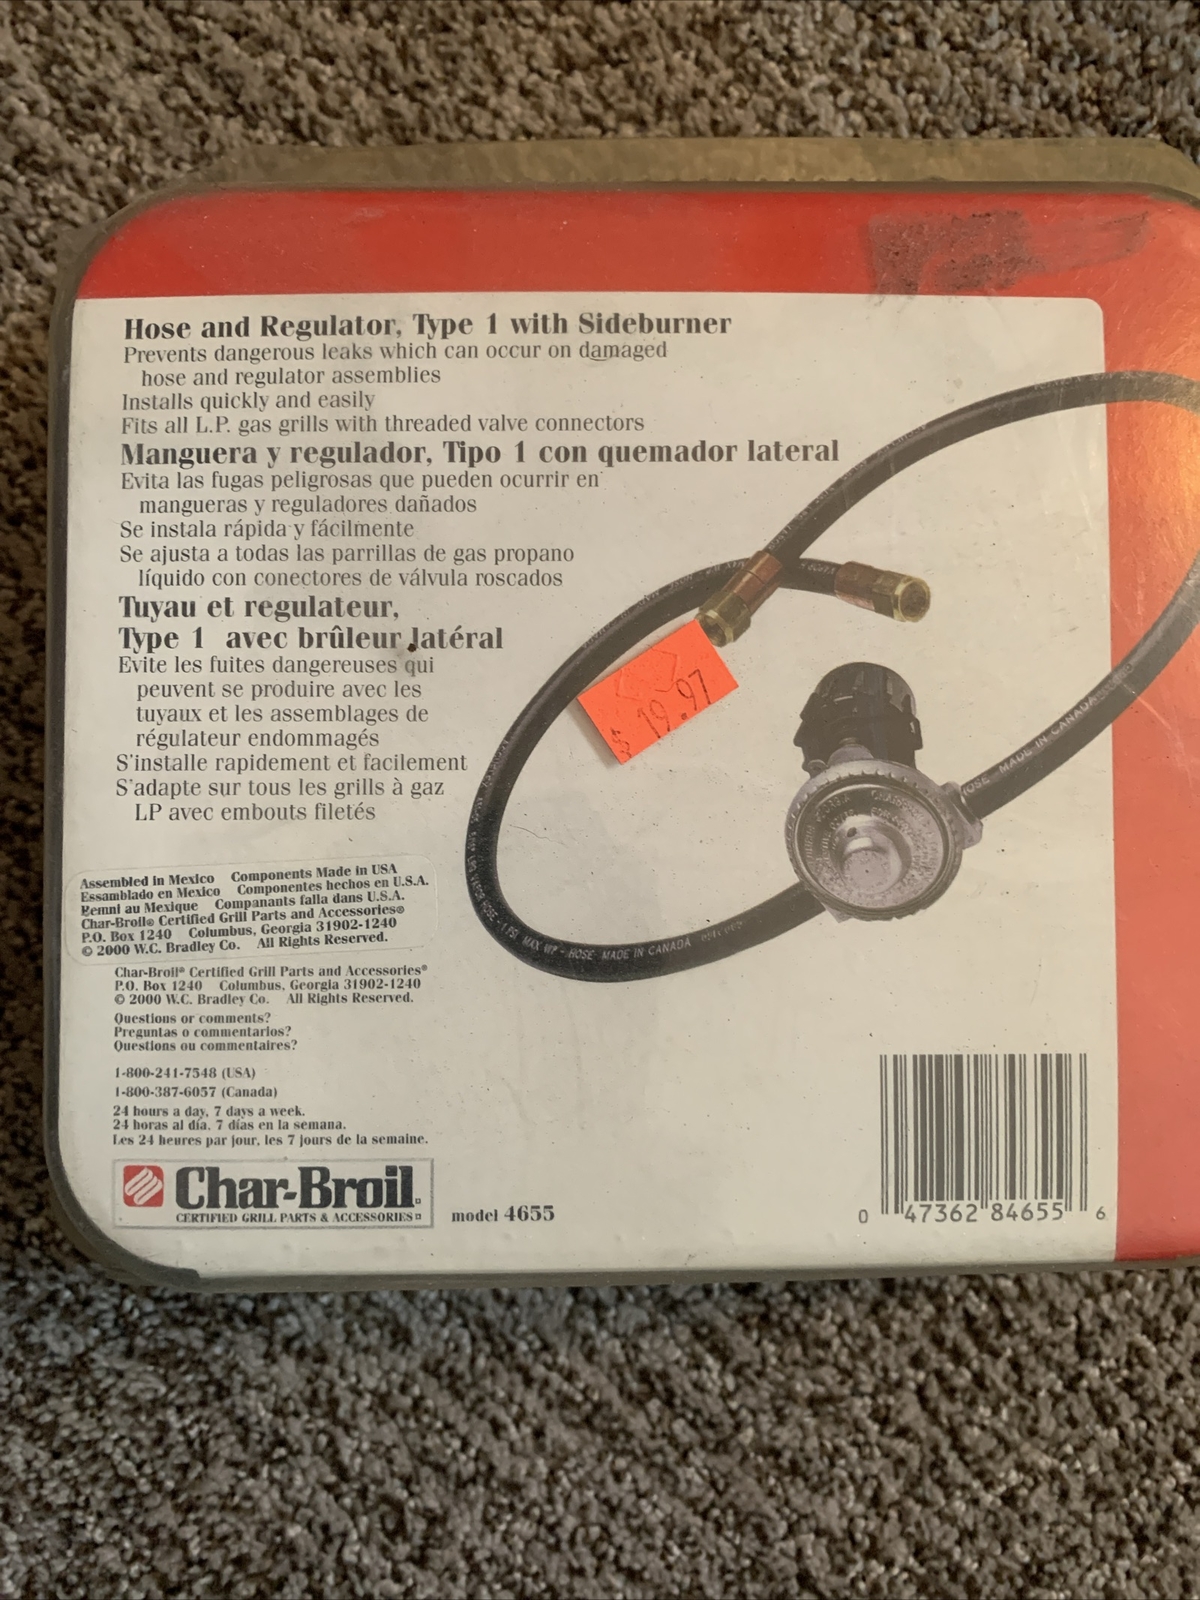 Hose and Regulator, Type 1 with Sideburner
Prevents dangerous leaks which can occur on damaged
hose and regulator assemblies
Installs quickly and easily
Fits all L.P. gas grills with threaded valve connectors
Manguera y regulador, Tipo 1 con quemador lateral
Evita las fugas peligrosas que pueden ocurrir en
mangueras y reguladores dañados
Se instala rápida y fácilmente
Se ajusta a todas las parrillas de gas propano
líquido con conectores de válvula roscados
Tuyau et regulateur,
Type 1 avec brûleur latéral
Evite les fuites dangereuses qui
peuvent se produire avec les
tuyaux et les assemblages de
régulateur endommagés
S'installe rapidement et facilement
S'adapte sur tous les grills à gaz
LP avec embouts filetés
$ 19.97
HOSE MADE IN CANADA
1 PSI MAX WP - HOSE MADE IN CANADA
Assembled in Mexico Components Made in USA
Essamblado en Mexico Componentes hechos en U.S.A.
Remni au Mexique Companants falla dans U.S.A.
Char-Broil® Certified Grill Parts and Accessories®
P.O. Box 1240 Columbus, Georgia 31902-1240
© 2000 W.C. Bradley Co. All Rights Reserved.
Char-Broil® Certified Grill Parts and Accessories®
P.O. Box 1240 Columbus, Georgia 31902-1240
© 2000 W.C. Bradley Co. All Rights Reserved.
Questions or comments?
Preguntas o commentarios?
Questions ou commentaires?
1-800-241-7548 (USA)
1-800-387-6057 (Canada)
24 hours a day, 7 days a week.
24 horas al día, 7 días en la semana.
Les 24 heures par jour, les 7 jours de la semaine.
Char-Broil
CERTIFIED GRILL PARTS & ACCESSORIES
model 4655
0 47362 84655 6